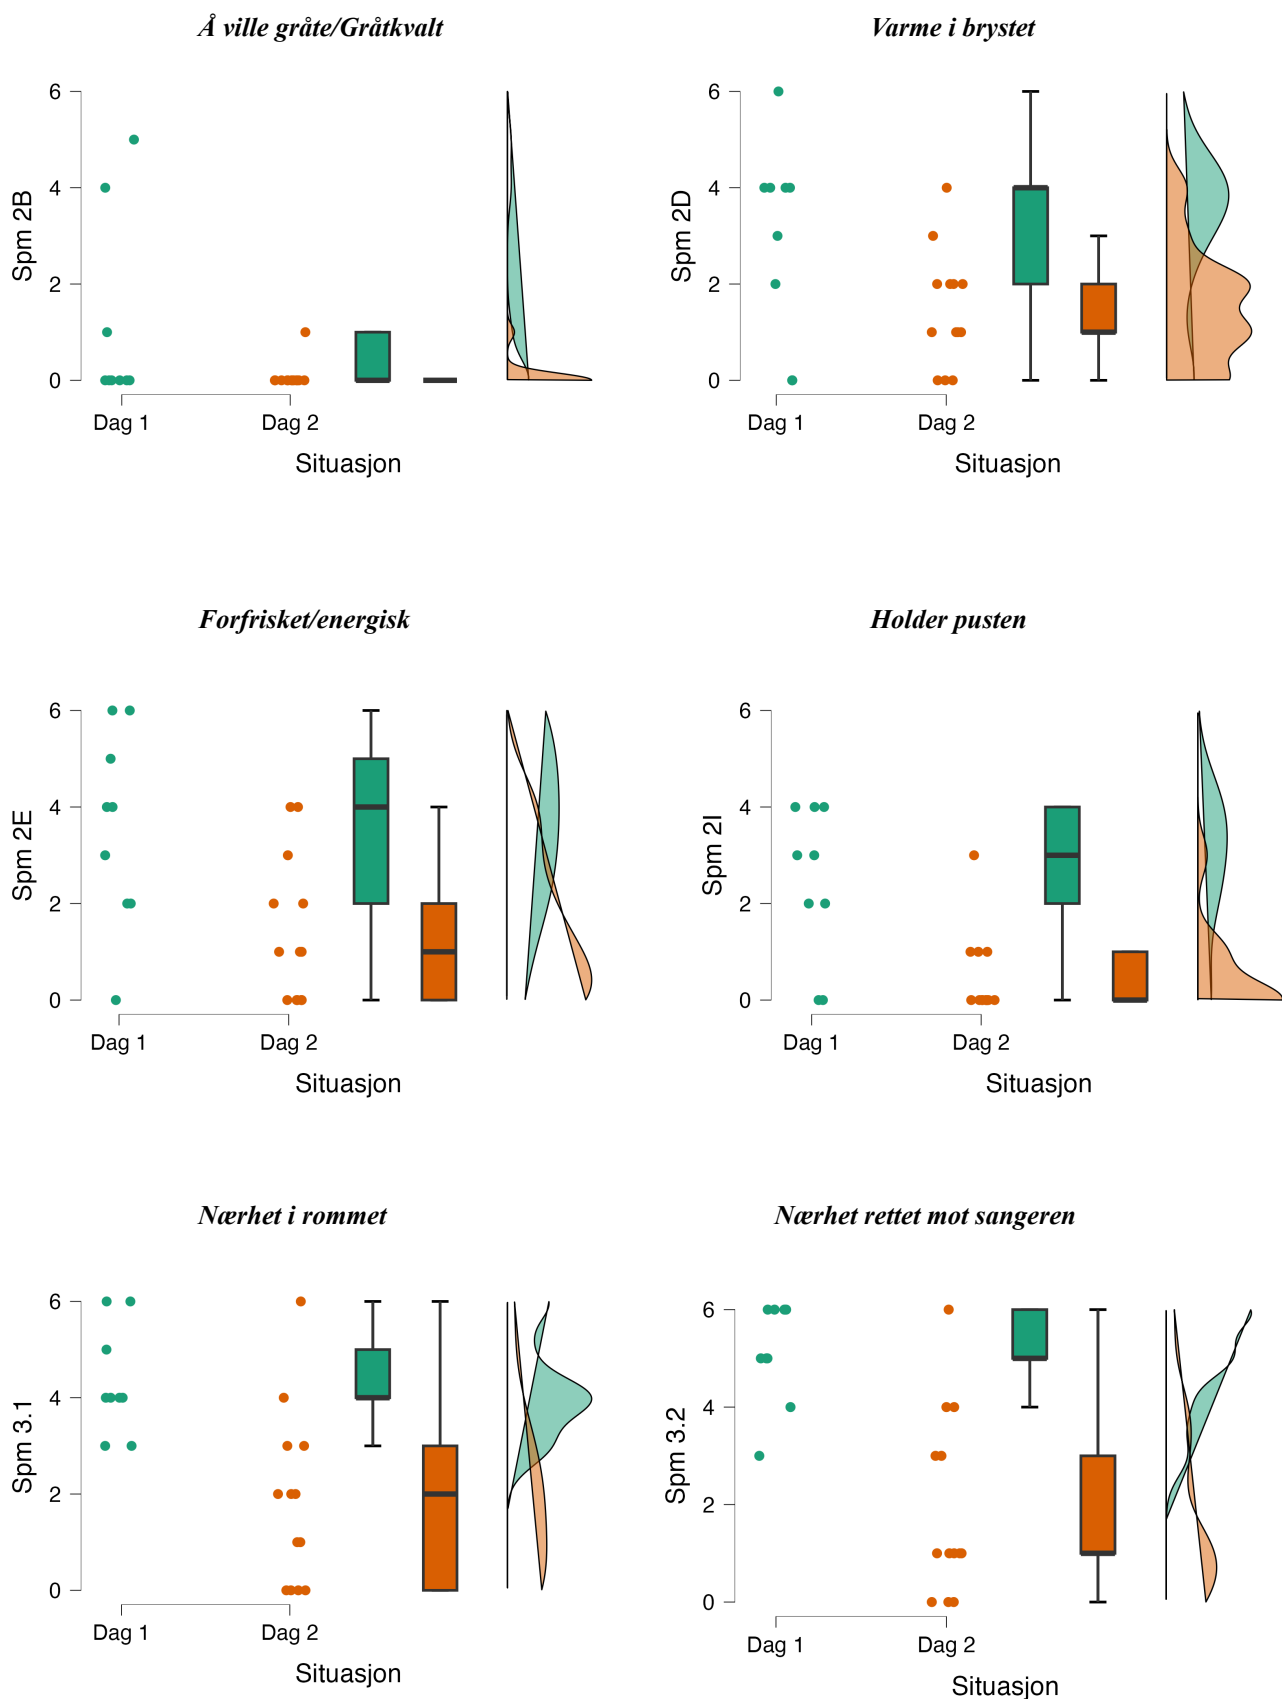 Å ville gråte/Gråtkvalt
6
4
2
0
Spm 2B
Dag 1 Dag 2
Situasjon
Varme i brystet
6
4
2
0
Spm 2D
Dag 1 Dag 2
Situasjon
Forfrisket/energisk
6
4
2
0
Spm 2E
Dag 1 Dag 2
Situasjon
Holder pusten
6
4
2
0
Spm 2I
Dag 1 Dag 2
Situasjon
Nærhet i rommet
6
4
2
0
Spm 3.1
Dag 1 Dag 2
Situasjon
Nærhet rettet mot sangeren
6
4
2
0
Spm 3.2
Dag 1 Dag 2
Situasjon